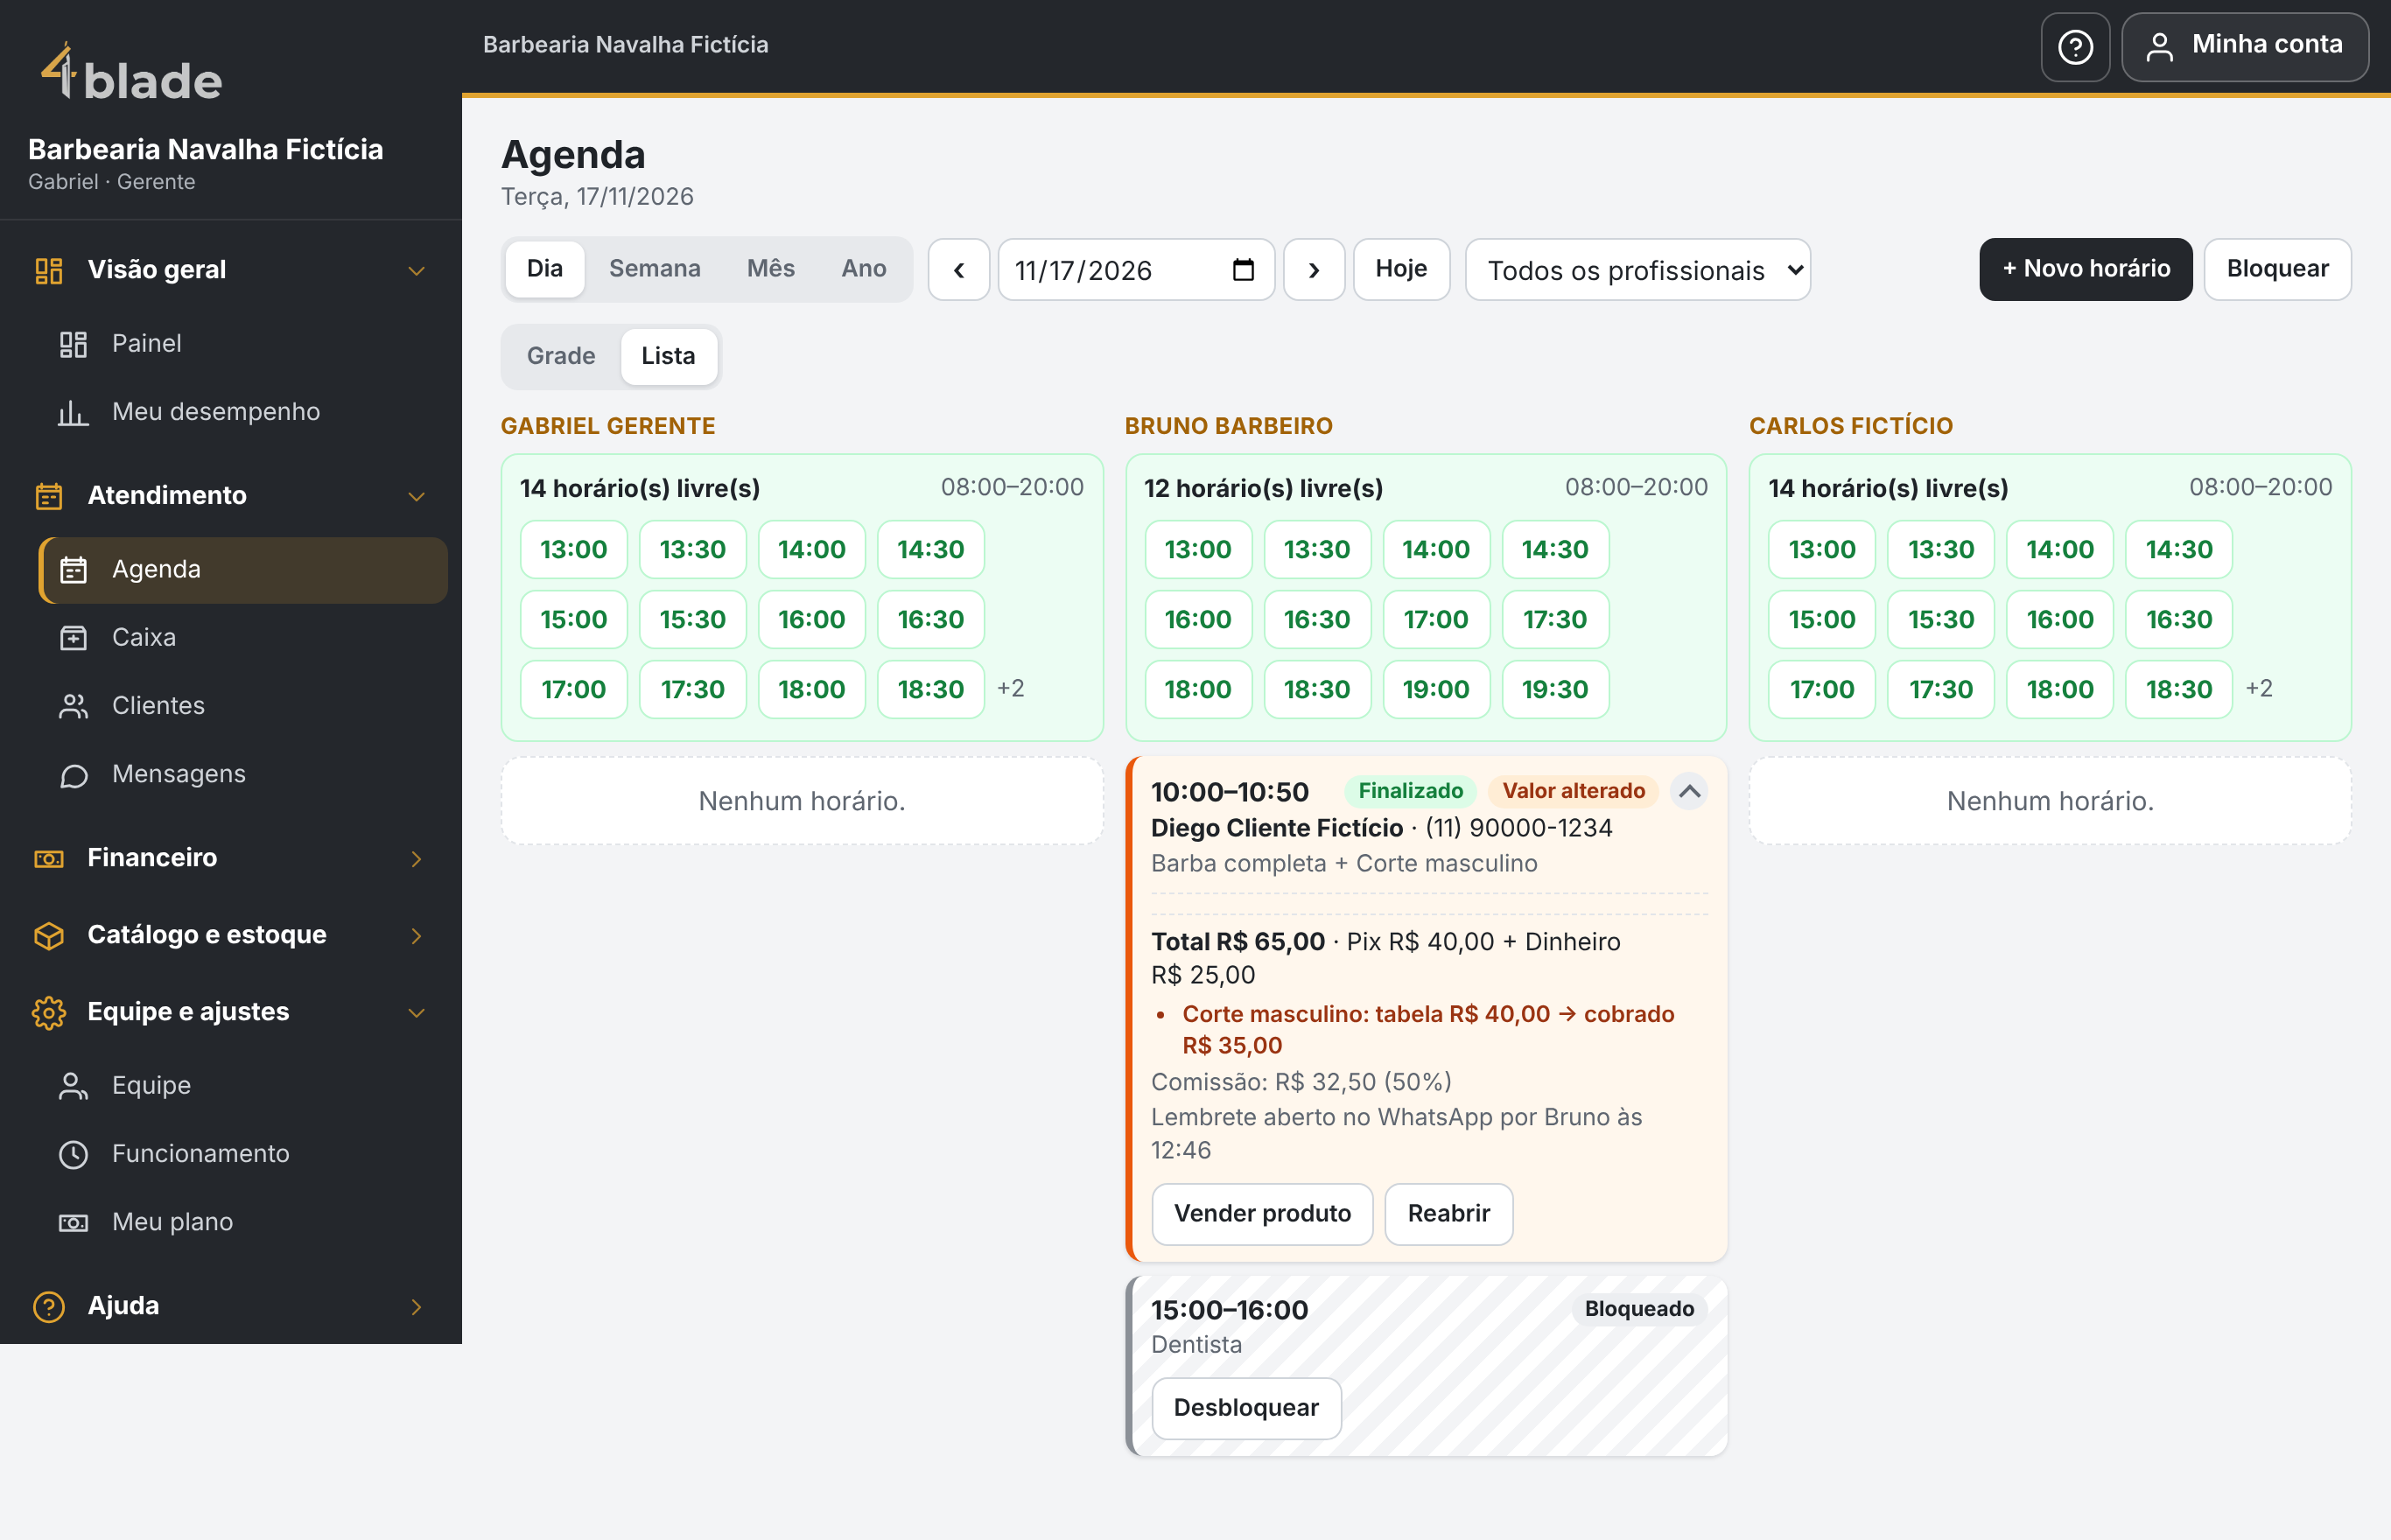 4blade
Barbearia Navalha Fictícia
Gabriel · Gerente
Visão geral
Painel
Meu desempenho
Atendimento
Agenda
Caixa
Clientes
Mensagens
Financeiro
Catálogo e estoque
Equipe e ajustes
Equipe
Funcionamento
Meu plano
Ajuda
Barbearia Navalha Fictícia
Minha conta
Agenda
Terça, 17/11/2026
Dia Semana Mês Ano ‹ 11/17/2026 › Hoje Todos os profissionais + Novo horário Bloquear
Grade Lista
GABRIEL GERENTE
14 horário(s) livre(s) 08:00–20:00
13:00 13:30 14:00 14:30
15:00 15:30 16:00 16:30
17:00 17:30 18:00 18:30 +2
Nenhum horário.
BRUNO BARBEIRO
12 horário(s) livre(s) 08:00–20:00
13:00 13:30 14:00 14:30
16:00 16:30 17:00 17:30
18:00 18:30 19:00 19:30
10:00–10:50 Finalizado Valor alterado
Diego Cliente Fictício · (11) 90000-1234
Barba completa + Corte masculino
Total R$ 65,00 · Pix R$ 40,00 + Dinheiro
R$ 25,00
• Corte masculino: tabela R$ 40,00 → cobrado
R$ 35,00
Comissão: R$ 32,50 (50%)
Lembrete aberto no WhatsApp por Bruno às
12:46
Vender produto Reabrir
15:00–16:00 Bloqueado
Dentista
Desbloquear
CARLOS FICTÍCIO
14 horário(s) livre(s) 08:00–20:00
13:00 13:30 14:00 14:30
15:00 15:30 16:00 16:30
17:00 17:30 18:00 18:30 +2
Nenhum horário.